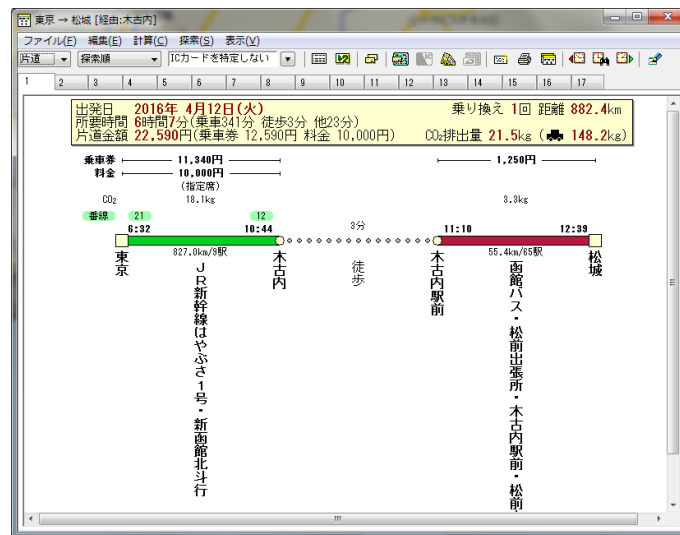 東京 → 松城 [経由:木古内]
ファイル(F) 編集(E) 計算(C) 探索(S) 表示(V)
片道 探索順 ICカードを特定しない
1 2 3 4 5 6 7 8 9 10 11 12 13 14 15 16 17
出発日 2016年 4月12日(火) 乗り換え 1回 距離 882.4km
所要時間 6時間7分(乗車341分 徒歩3分 他23分)
片道金額 22,590円(乗車券 12,590円 料金 10,000円) CO₂排出量 21.5kg ( 148.2kg)
乗車券 11,340円 1,250円
料金 10,000円
(指定席)
CO₂ 18.1kg 3.3kg
番線 21 12
6:32 10:44 3分 11:10 12:39
827.0km/9駅 55.4km/65駅
東京
JR新幹線はやぶさ1号・新函館北斗行
木古内
徒歩
木古内駅前
函館バス・松前出張所・木古内駅前・松前
松城